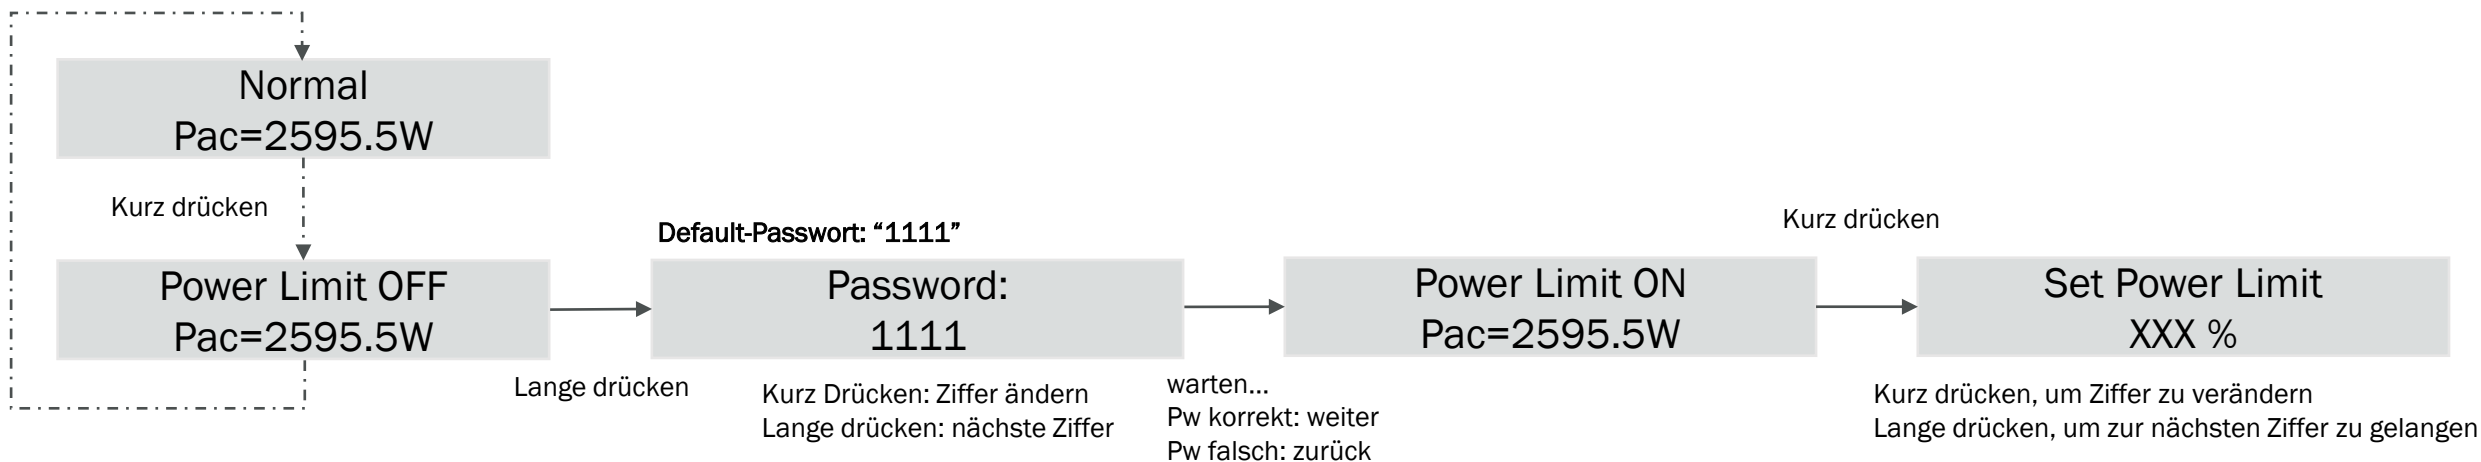 Normal
Pac=2595.5W
Kurz drücken
Power Limit OFF
Pac=2595.5W
Lange drücken
Default-Passwort: “1111”
Password:
1111
Kurz Drücken: Ziffer ändern
Lange drücken: nächste Ziffer
warten...
Pw korrekt: weiter
Pw falsch: zurück
Power Limit ON
Pac=2595.5W
Kurz drücken
Set Power Limit
XXX %
Kurz drücken, um Ziffer zu verändern
Lange drücken, um zur nächsten Ziffer zu gelangen